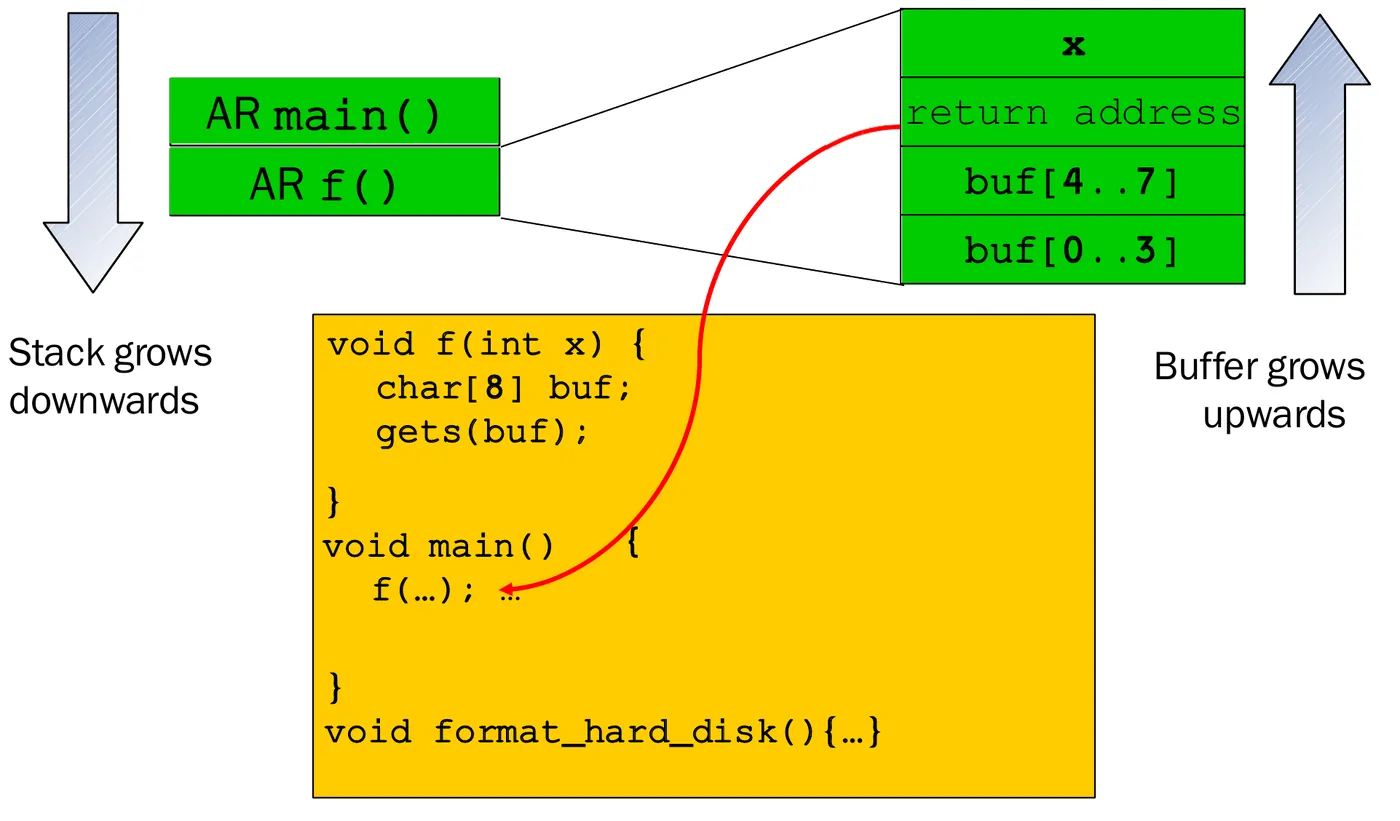 AR main()
AR f()
x
return address
buf[4..7]
buf[0..3]
Stack grows
downwards
Buffer grows
upwards
void f(int x) {
char[8] buf;
gets(buf);
}
void main() {
f(…); …
}
void format_hard_disk(){…}